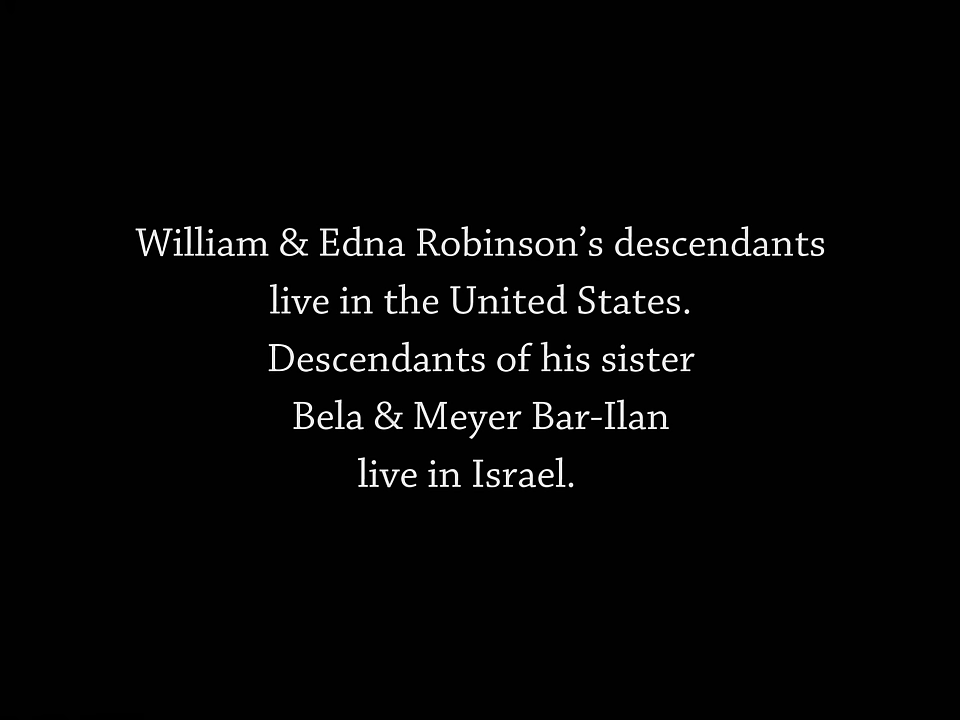 William & Edna Robinson’s descendants
live in the United States.
Descendants of his sister
Bela & Meyer Bar-Ilan
live in Israel.